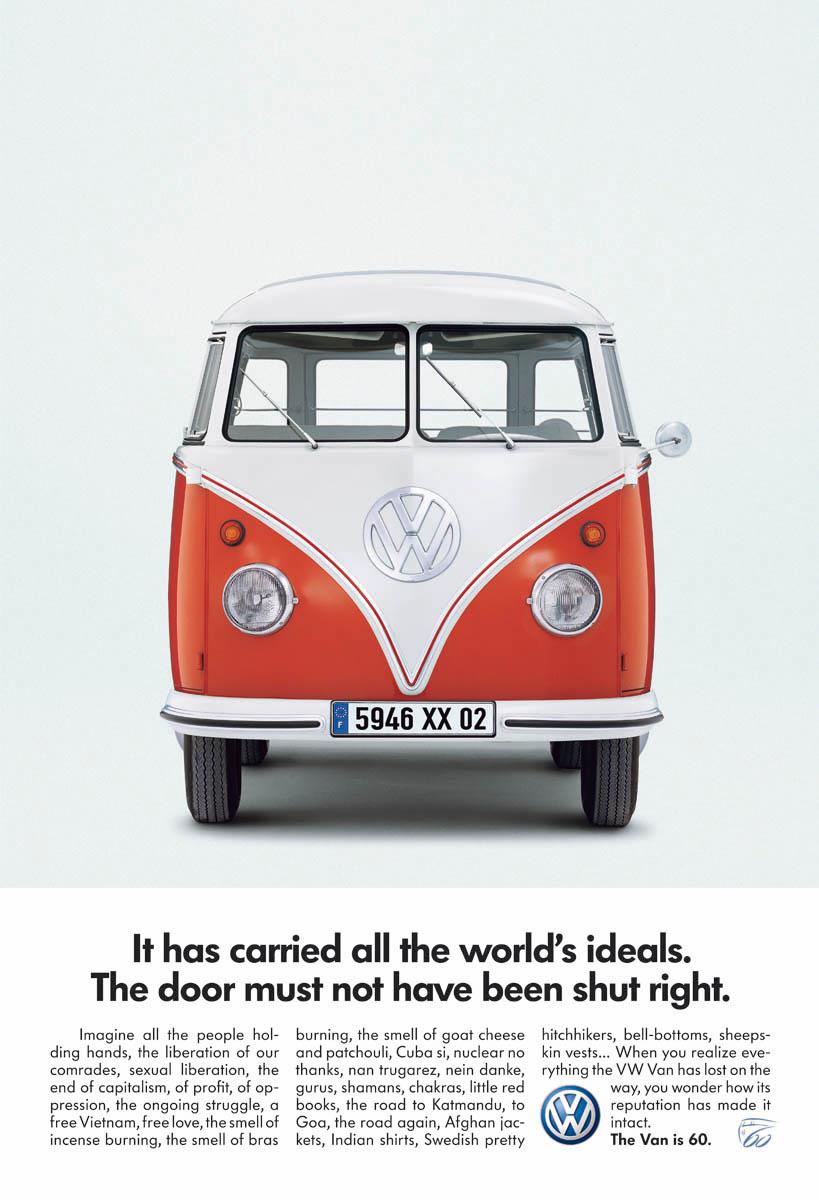 5946 XX 02
F
It has carried all the world's ideals.
The door must not have been shut right.
Imagine all the people hol-
ding hands, the liberation of our
comrades, sexual liberation, the
end of capitalism, of profit, of op-
pression, the ongoing struggle, a
free Vietnam, free love, the smell of
incense burning, the smell of bras
burning, the smell of goat cheese
and patchouli, Cuba si, nuclear no
thanks, nan trugarez, nein danke,
gurus, shamans, chakras, little red
books, the road to Katmandu, to
Goa, the road again, Afghan jac-
kets, Indian shirts, Swedish pretty
hitchhikers, bell-bottoms, sheeps-
kin vests... When you realize eve-
rything the VW Van has lost on the
way, you wonder how its
reputation has made it
intact.
The Van is 60.
VW
60